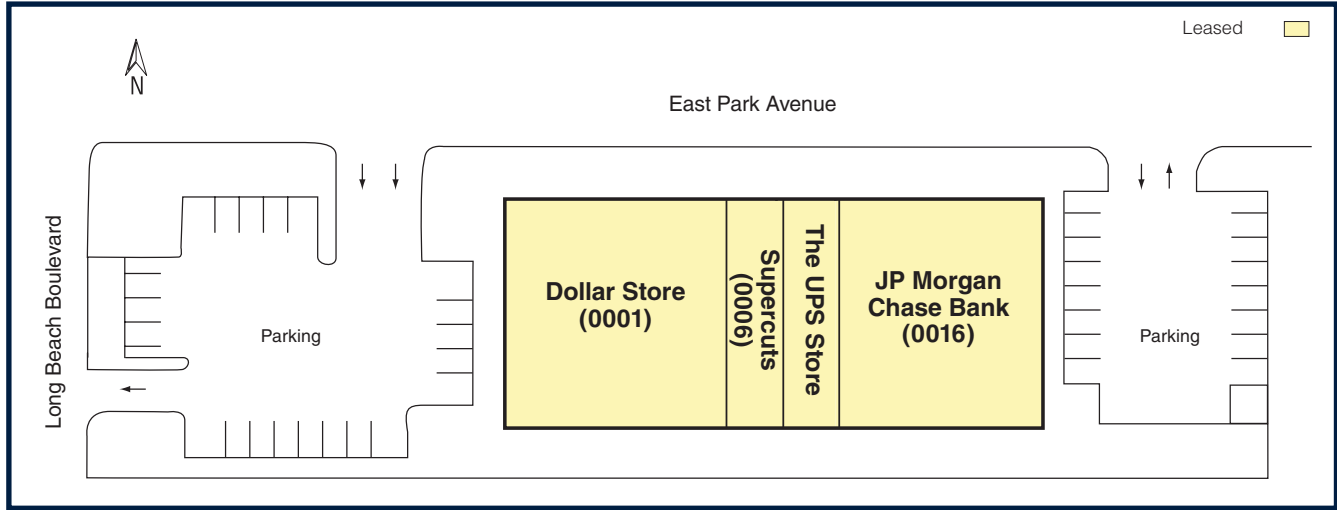 Leased
N
East Park Avenue
Long Beach Boulevard
Parking
Dollar Store
(0001)
Supercuts
(0006)
The UPS Store
JP Morgan
Chase Bank
(0016)
Parking